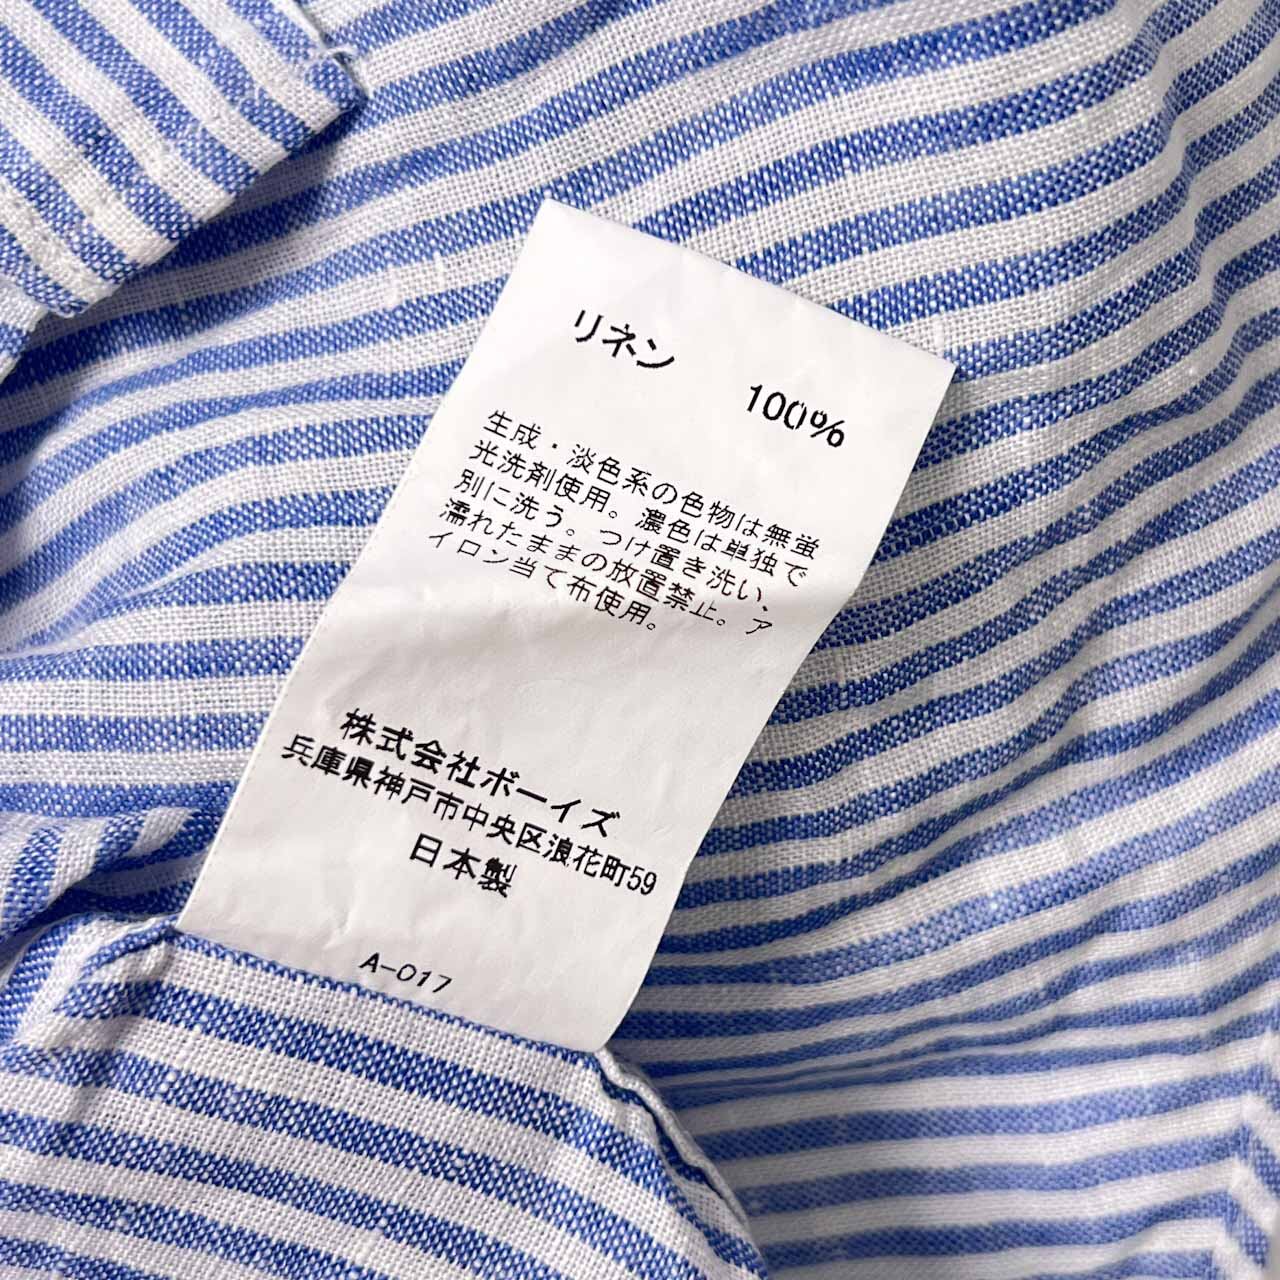 リネン 100%
生成・淡色系の色物は無蛍
光洗剤使用。濃色は単独で
別に洗う。つけ置き洗い、
濡れたままの放置禁止。ア
イロン当て布使用。
株式会社ボーイズ
兵庫県神戸市中央区浪花町59
日本製
A-017